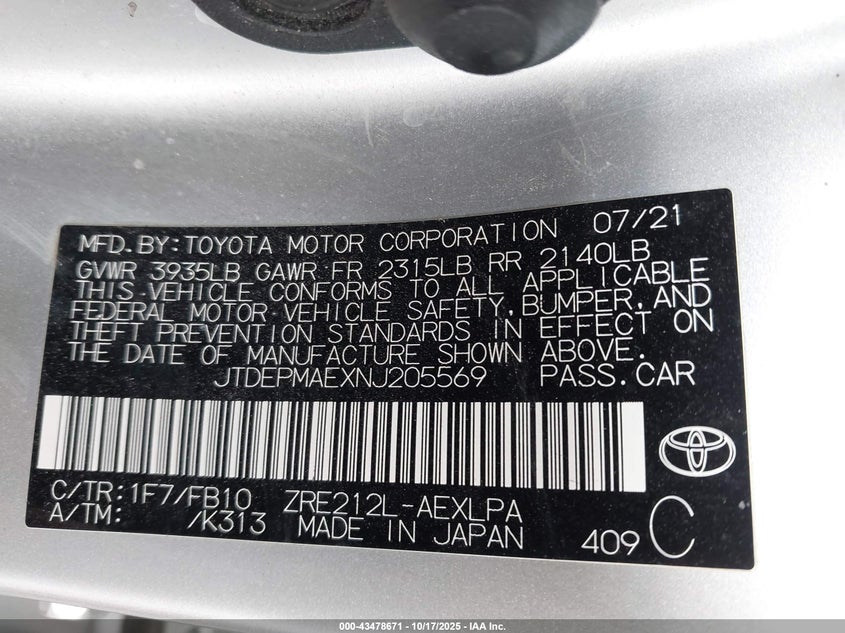 MFD.BY:TOYOTA MOTOR CORPORATION 07/21
GVWR 3935LB GAWR FR 2315LB RR 2140LB
THIS VEHICLE CONFORMS TO ALL APPLICABLE
FEDERAL MOTOR VEHICLE SAFETY,BUMPER,AND
THEFT PREVENTION STANDARDS IN EFFECT ON
THE DATE OF MANUFACTURE SHOWN ABOVE.
JTDEPMAEXNJ205569 PASS.CAR
C/TR:1F7/FB10 ZRE212L-AEXLPA
A/TM: /K313 MADE IN JAPAN 409 C
000-43478671 - 10/17/2025 - IAA Inc.